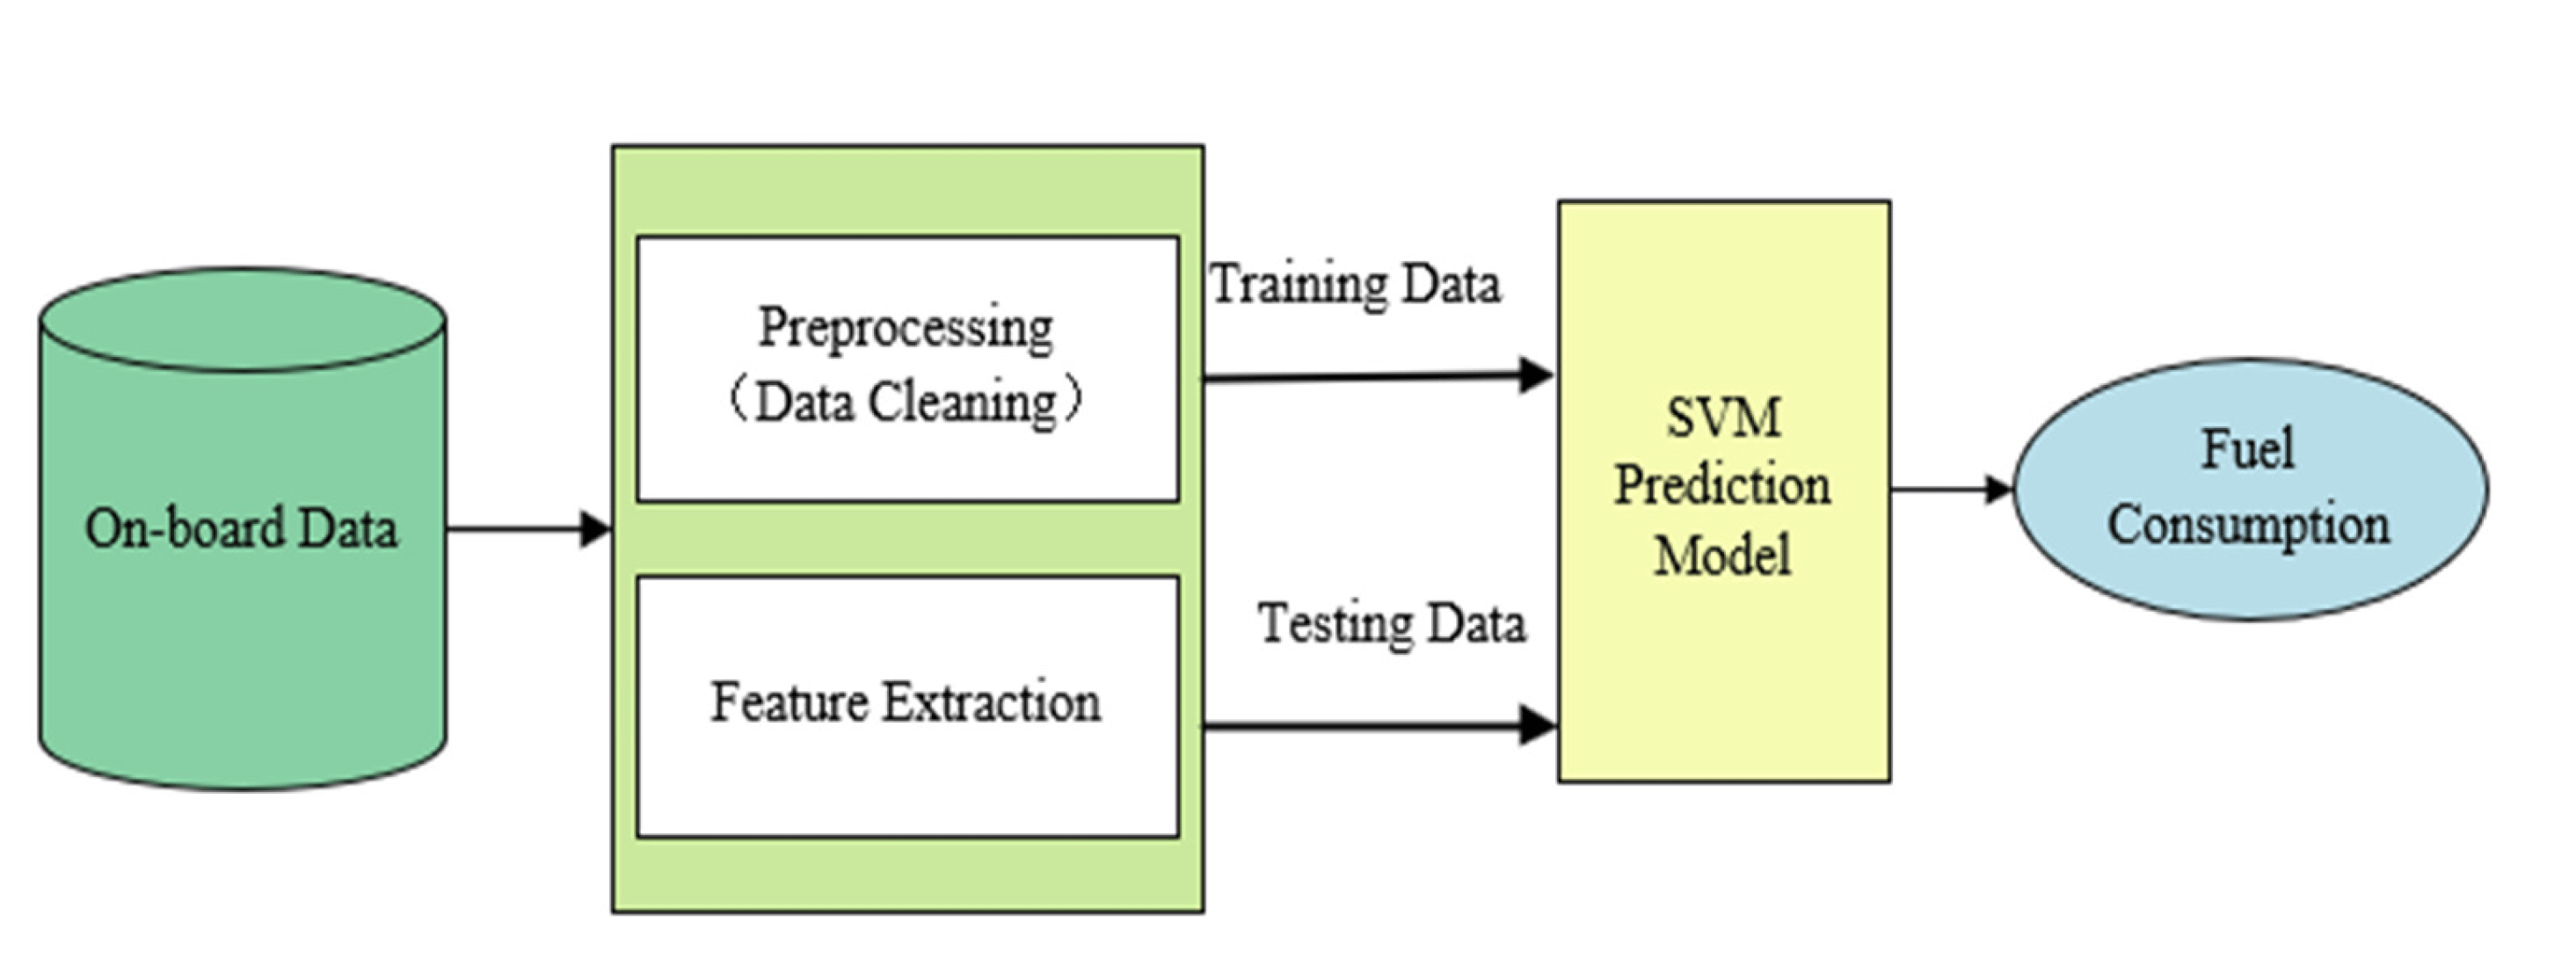 On-board Data
Preprocessing
（Data Cleaning）
Feature Extraction
Training Data
Testing Data
SVM
Prediction
Model
Fuel
Consumption